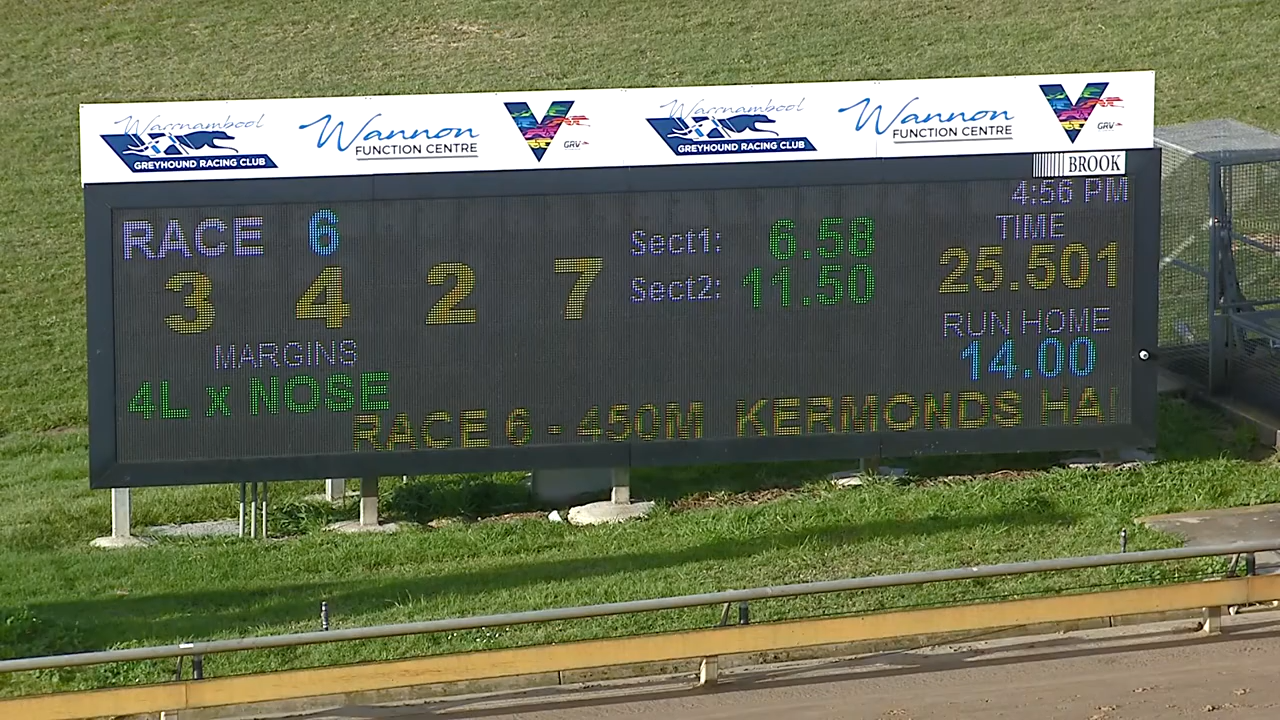 Warrnambool
GREYHOUND RACING CLUB
Wannon
FUNCTION CENTRE
V
GRV
Warrnambool
GREYHOUND RACING CLUB
Wannon
FUNCTION CENTRE
V
GRV
BROOK
4:56 PM
RACE 6
Sect1: 6.58
TIME
3 4 2 7
Sect2: 11.50
25.501
RUN HOME
MARGINS
14.00
4L x NOSE
RACE 6 - 450M KERMONDS